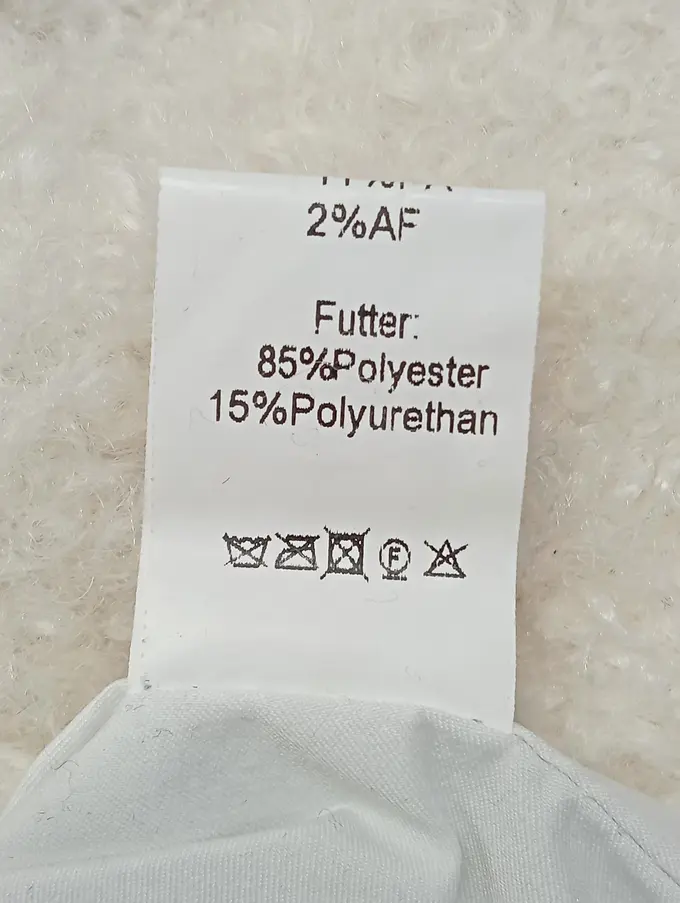 2%AF
Futter:
85%Polyester
15%Polyurethan
F